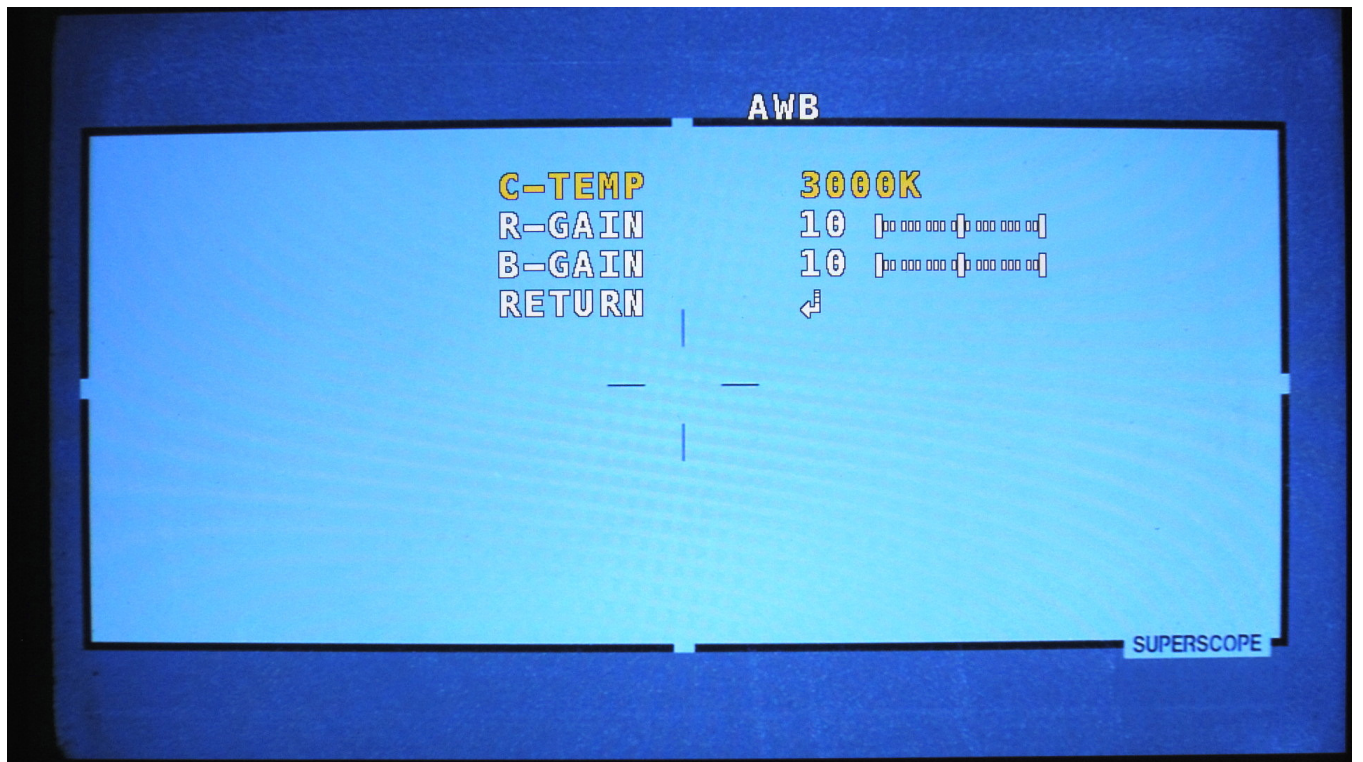 AWB
C-TEMP 3000K
R-GAIN 10
B-GAIN 10
RETURN
SUPERSCOPE